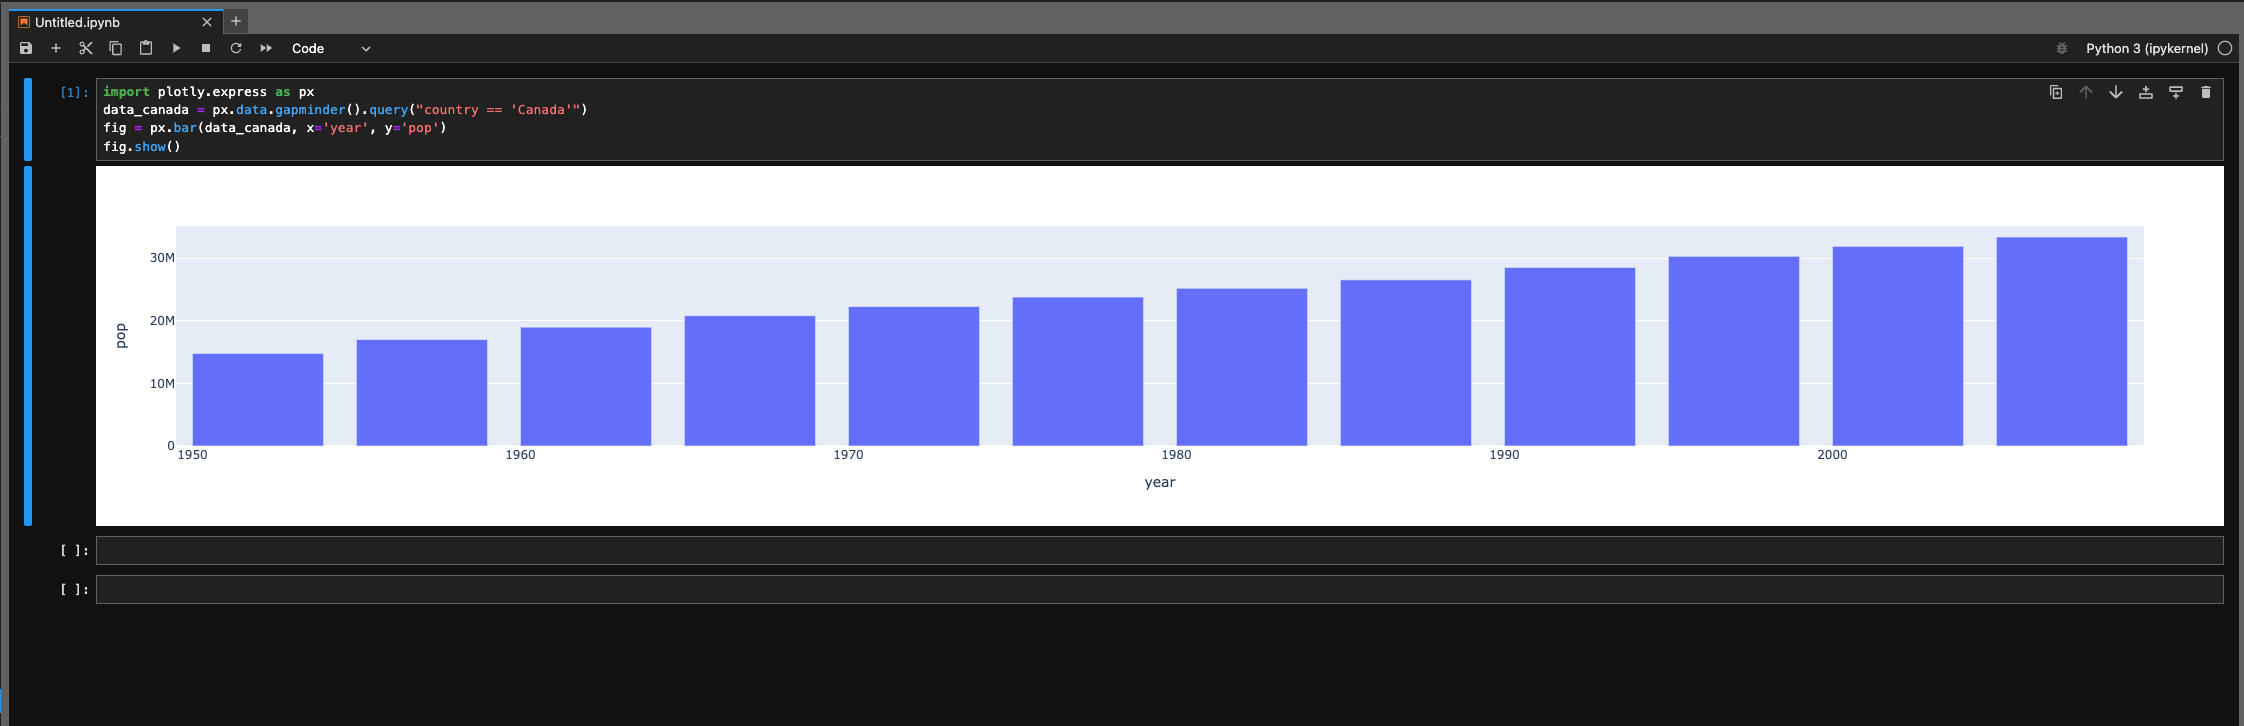 Untitled.ipynb
Code
Python 3 (ipykernel)
[1]:
import plotly.express as px
data_canada = px.data.gapminder().query("country == 'Canada'")
fig = px.bar(data_canada, x='year', y='pop')
fig.show()
30M
20M
10M
0
pop
1950 1960 1970 1980 1990 2000
year
[ ]:
[ ]: